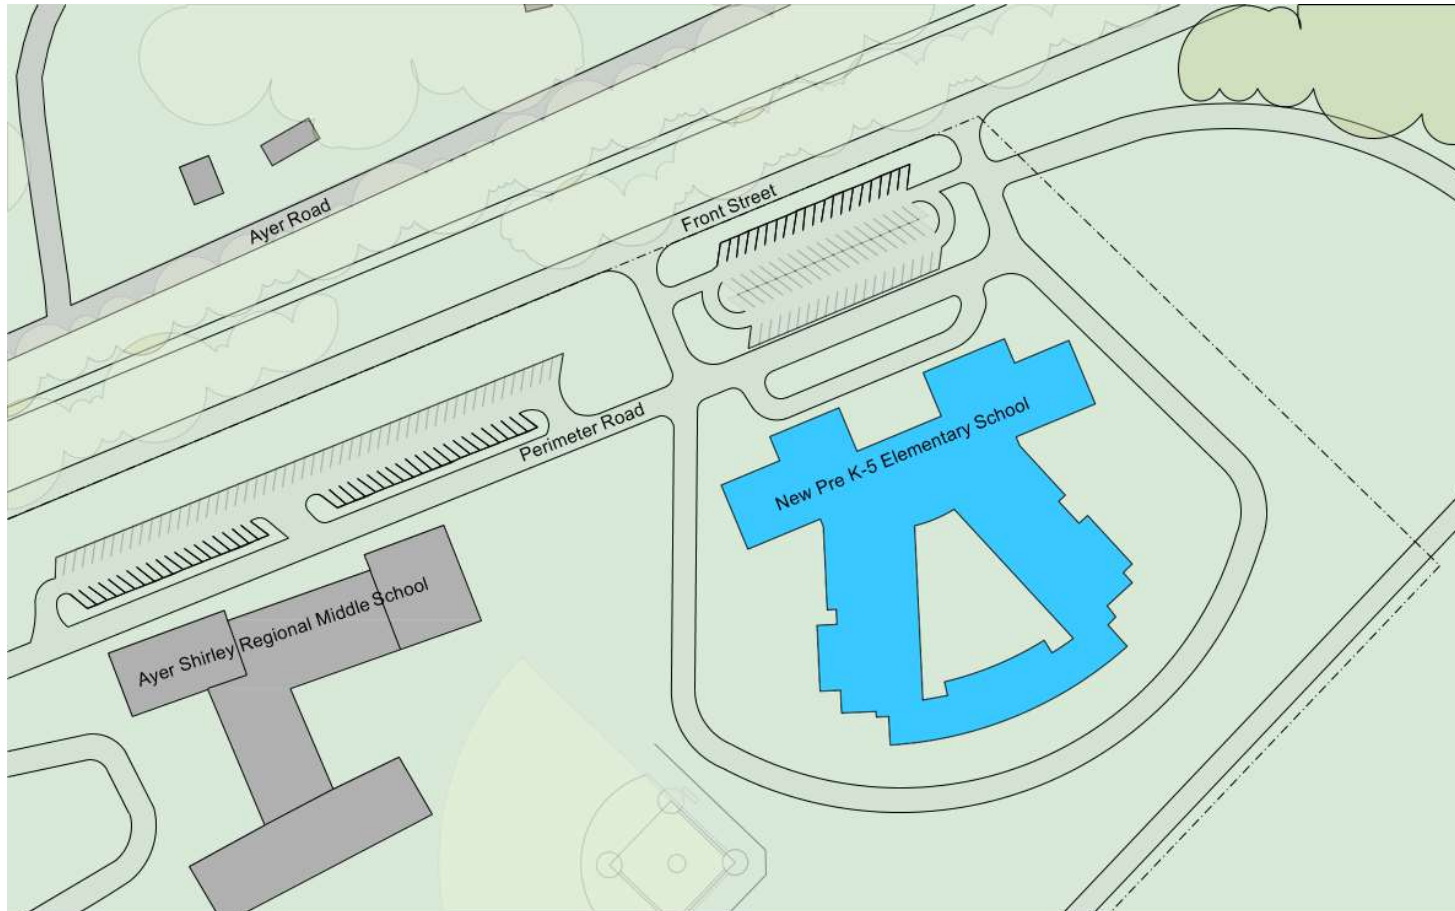 Ayer Road
Front Street
Perimeter Road
New Pre K-5 Elementary School
Ayer Shirley Regional Middle School